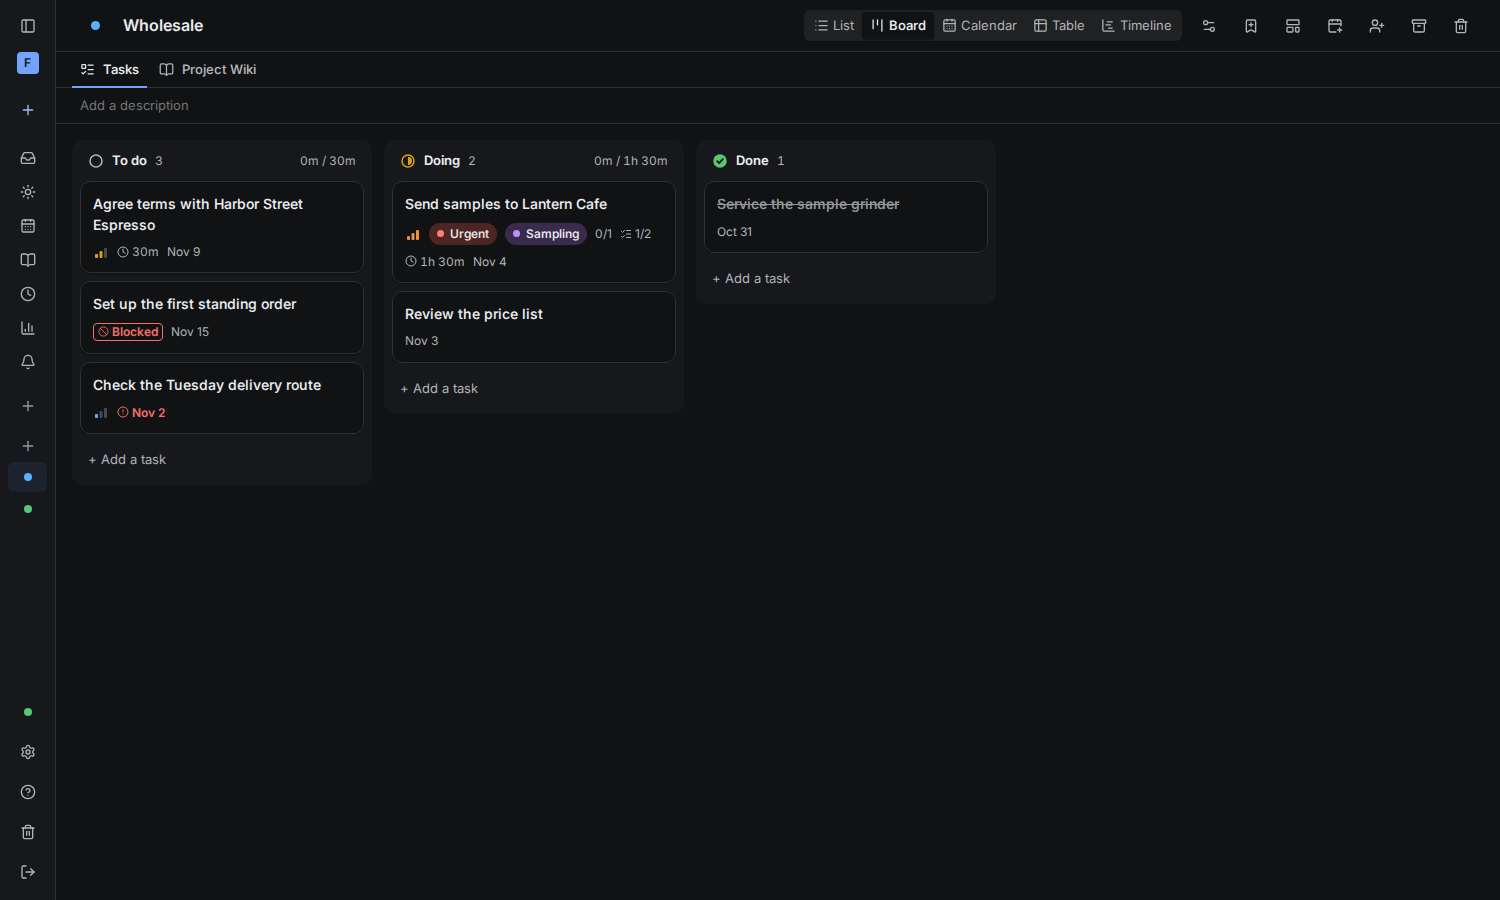 Wholesale
List
Board
Calendar
Table
Timeline
F
Tasks
Project Wiki
Add a description
To do 3 0m / 30m
Agree terms with Harbor Street
Espresso
30m Nov 9
Set up the first standing order
Blocked Nov 15
Check the Tuesday delivery route
Nov 2
+ Add a task
Doing 2 0m / 1h 30m
Send samples to Lantern Cafe
Urgent Sampling 0/1 1/2
1h 30m Nov 4
Review the price list
Nov 3
+ Add a task
Done 1
Service the sample grinder
Oct 31
+ Add a task